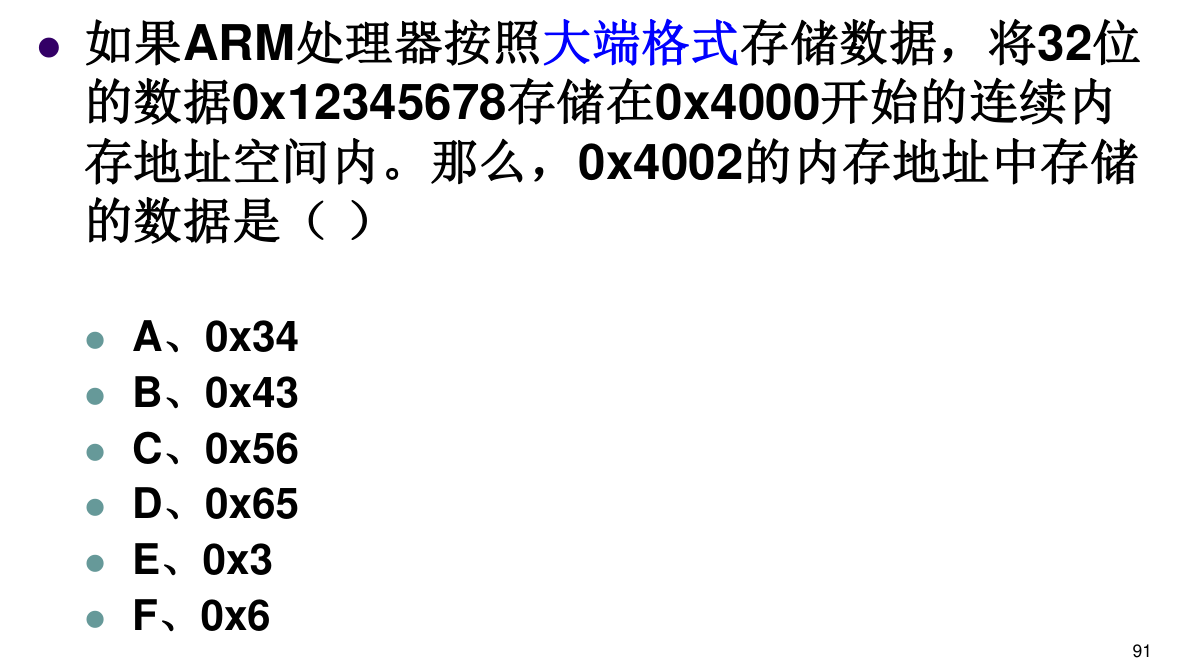 如果ARM处理器按照大端格式存储数据，将32位
的数据0x12345678存储在0x4000开始的连续内
存地址空间内。那么，0x4002的内存地址中存储
的数据是（ ）
A、0x34
B、0x43
C、0x56
D、0x65
E、0x3
F、0x6
91